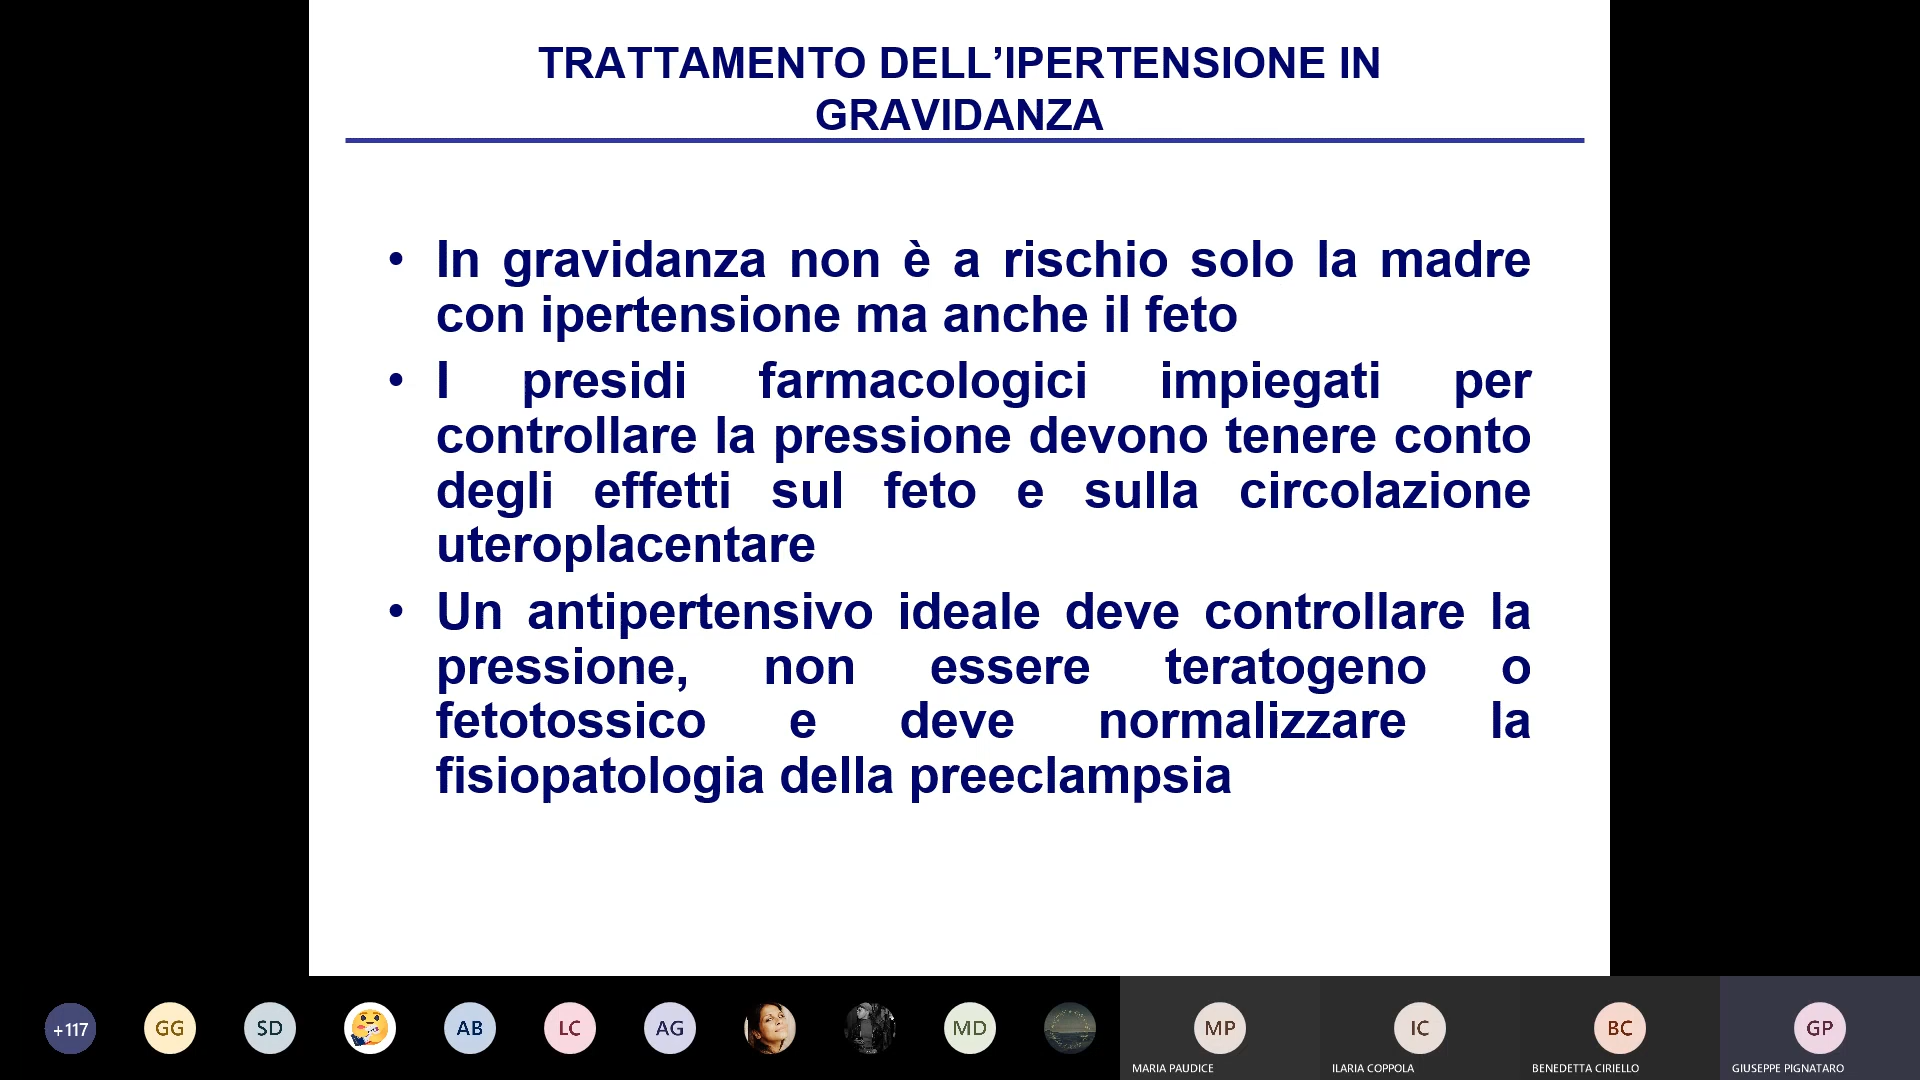 TRATTAMENTO DELL’IPERTENSIONE IN
GRAVIDANZA
• In gravidanza non è a rischio solo la madre
con ipertensione ma anche il feto
• I presidi farmacologici impiegati per
controllare la pressione devono tenere conto
degli effetti sul feto e sulla circolazione
uteroplacentare
• Un antipertensivo ideale deve controllare la
pressione, non essere teratogeno o
fetotossico e deve normalizzare la
fisiopatologia della preeclampsia
+117
GG
SD
AB
LC
AG
MD
MP
IC
BC
GP
MARIA PAUDICE
ILARIA COPPOLA
BENEDETTA CIRIELLO
GIUSEPPE PIGNATARO